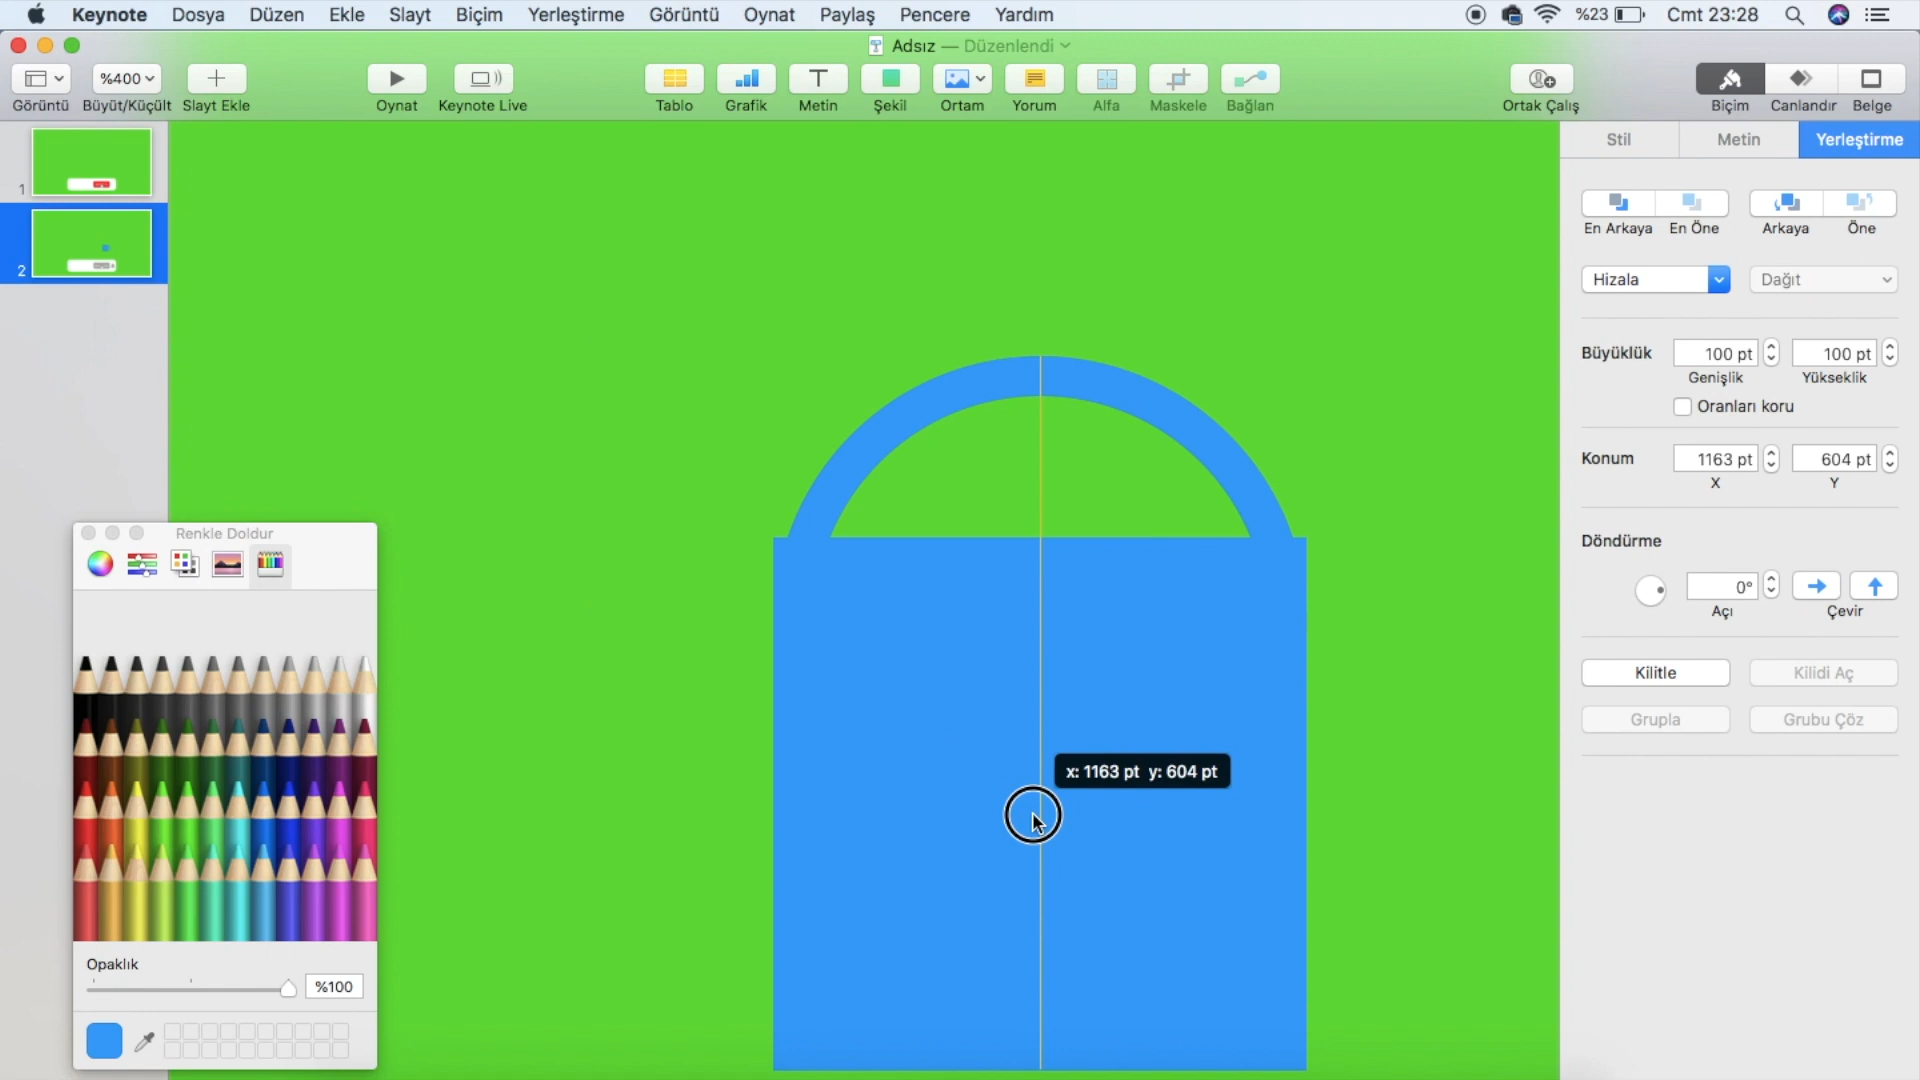 Keynote Dosya Düzen Ekle Slayt Biçim Yerleştirme Görüntü Oynat Paylaş Pencere Yardım %23 Cmt 23:28
Adsız — Düzenlendi
%400
Görüntü Büyüt/Küçült Slayt Ekle Oynat Keynote Live Tablo Grafik Metin Şekil Ortam Yorum Alfa Maskele Bağlan Ortak Çalış Biçim Canlandır Belge
1
2
Stil Metin Yerleştirme
En Arkaya En Öne Arkaya Öne
Hizala Dağıt
Büyüklük 100 pt 100 pt
Genişlik Yükseklik
Oranları koru
Konum 1163 pt 604 pt
X Y
Döndürme
0°
Açı Çevir
Kilitle Kilidi Aç
Grupla Grubu Çöz
x: 1163 pt y: 604 pt
Renkle Doldur
Opaklık
%100